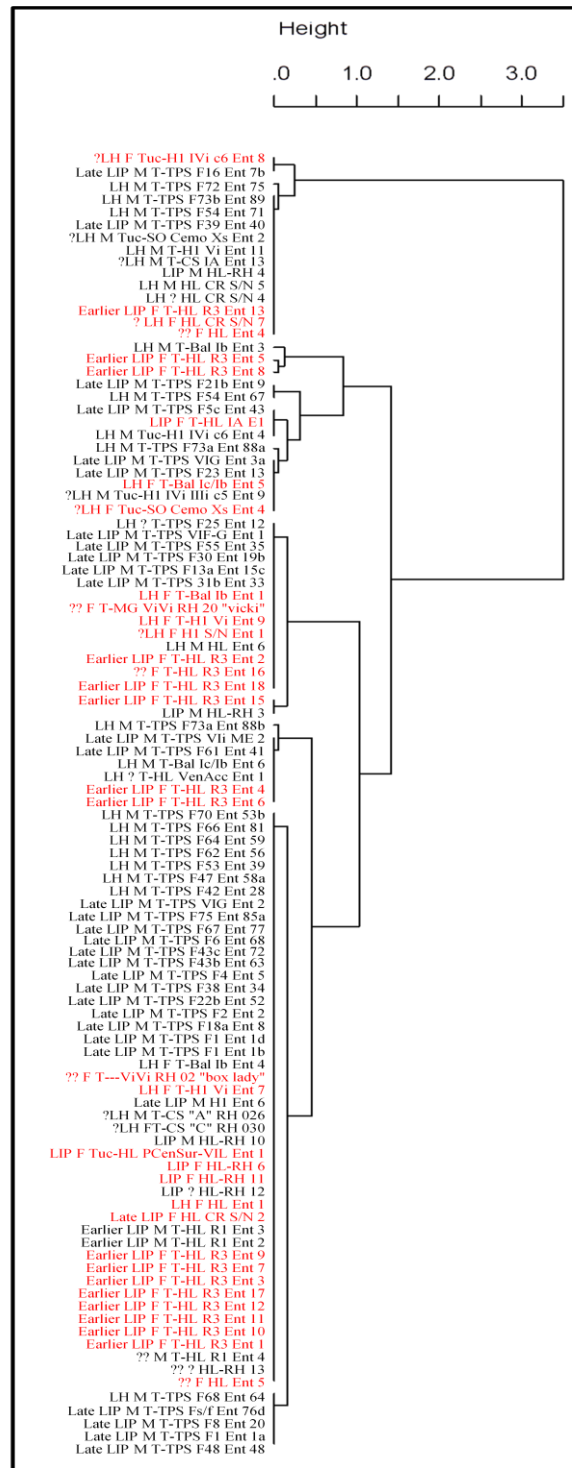 Height
.0 1.0 2.0 3.0
?LH F Tuc-H1 IVi c6 Ent 8
Late LIP M T-TPS F16 Ent 7b
LH M T-TPS F72 Ent 75
LH M T-TPS F73b Ent 89
LH M T-TPS F54 Ent 71
Late LIP M T-TPS F39 Ent 40
?LH M Tuc-SO Cemo Xs Ent 2
LH M T-H1 Vi Ent 11
?LH M T-CS IA Ent 13
LIP M HL-RH 4
LH M HL CR S/N 5
LH ? HL CR S/N 4
Earlier LIP F T-HL R3 Ent 13
? LH F HL CR S/N 7
?? F HL Ent 4
LH M T-Bal Ib Ent 3
Earlier LIP F T-HL R3 Ent 5
Earlier LIP F T-HL R3 Ent 8
Late LIP M T-TPS F21b Ent 9
LH M T-TPS F54 Ent 67
Late LIP M T-TPS F5c Ent 43
LIP F T-HL IA E1
LH M Tuc-H1 IVi c6 Ent 4
LH M T-TPS F73a Ent 88a
Late LIP M T-TPS VIG Ent 3a
Late LIP M T-TPS F23 Ent 13
LH F T-Bal Ic/Ib Ent 5
?LH M Tuc-H1 IVi IIIi c5 Ent 9
?LH F Tuc-SO Cemo Xs Ent 4
LH ? T-TPS F25 Ent 12
Late LIP M T-TPS VIF-G Ent 1
Late LIP M T-TPS F55 Ent 35
Late LIP M T-TPS F30 Ent 19b
Late LIP M T-TPS F13a Ent 15c
Late LIP M T-TPS 31b Ent 33
LH F T-Bal Ib Ent 1
?? F T-MG ViVi RH 20 "vicki"
LH F T-H1 Vi Ent 9
?LH F H1 S/N Ent 1
LH M HL Ent 6
Earlier LIP F T-HL R3 Ent 2
?? F T-HL R3 Ent 16
Earlier LIP F T-HL R3 Ent 18
Earlier LIP F T-HL R3 Ent 15
LIP M HL-RH 3
LH M T-TPS F73a Ent 88b
Late LIP M T-TPS VIi ME 2
Late LIP M T-TPS F61 Ent 41
LH M T-Bal Ic/Ib Ent 6
LH ? T-HL VenAcc Ent 1
Earlier LIP F T-HL R3 Ent 4
Earlier LIP F T-HL R3 Ent 6
LH M T-TPS F70 Ent 53b
LH M T-TPS F66 Ent 81
LH M T-TPS F64 Ent 59
LH M T-TPS F62 Ent 56
LH M T-TPS F53 Ent 39
LH M T-TPS F47 Ent 58a
LH M T-TPS F42 Ent 28
Late LIP M T-TPS VIG Ent 2
Late LIP M T-TPS F75 Ent 85a
Late LIP M T-TPS F67 Ent 77
Late LIP M T-TPS F6 Ent 68
Late LIP M T-TPS F43c Ent 72
Late LIP M T-TPS F43b Ent 63
Late LIP M T-TPS F4 Ent 5
Late LIP M T-TPS F38 Ent 34
Late LIP M T-TPS F22b Ent 52
Late LIP M T-TPS F2 Ent 2
Late LIP M T-TPS F18a Ent 8
Late LIP M T-TPS F1 Ent 1d
Late LIP M T-TPS F1 Ent 1b
LH F T-Bal Ib Ent 4
?? F T---ViVi RH 02 "box lady"
LH F T-H1 Vi Ent 7
Late LIP M H1 Ent 6
?LH M T-CS "A" RH 026
?LH FT-CS "C" RH 030
LIP M HL-RH 10
LIP F Tuc-HL PCenSur-VIL Ent 1
LIP F HL-RH 6
LIP F HL-RH 11
LIP ? HL-RH 12
LH F HL Ent 1
Late LIP F HL CR S/N 2
Earlier LIP M T-HL R1 Ent 3
Earlier LIP M T-HL R1 Ent 2
Earlier LIP F T-HL R3 Ent 9
Earlier LIP F T-HL R3 Ent 7
Earlier LIP F T-HL R3 Ent 3
Earlier LIP F T-HL R3 Ent 17
Earlier LIP F T-HL R3 Ent 12
Earlier LIP F T-HL R3 Ent 11
Earlier LIP F T-HL R3 Ent 10
Earlier LIP F T-HL R3 Ent 1
?? M T-HL R1 Ent 4
?? ? HL-RH 13
?? F HL Ent 5
LH M T-TPS F68 Ent 64
Late LIP M T-TPS Fs/f Ent 76d
Late LIP M T-TPS F8 Ent 20
Late LIP M T-TPS F1 Ent 1a
Late LIP M T-TPS F48 Ent 48